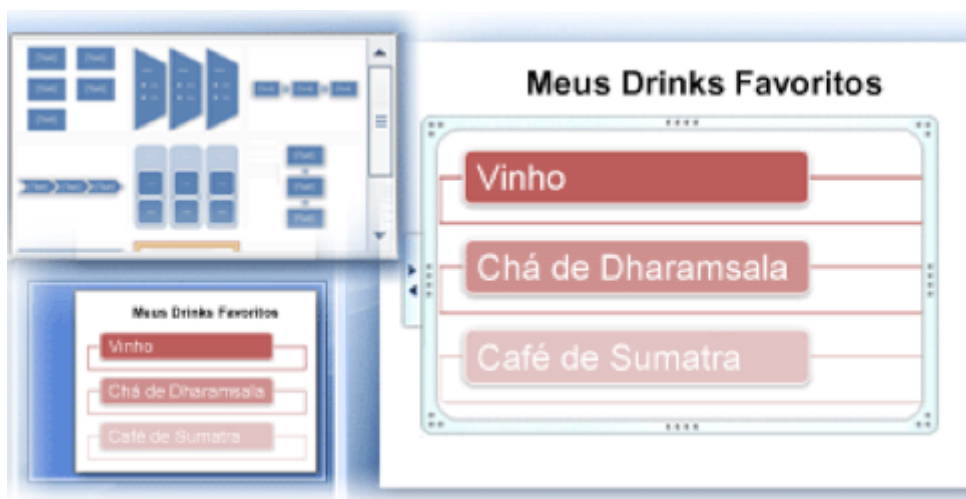 Meus Drinks Favoritos
Vinho
Chá de Dharamsala
Café de Sumatra
Meus Drinks Favoritos
Vinho
Chá de Dharamsala
Café de Sumatra